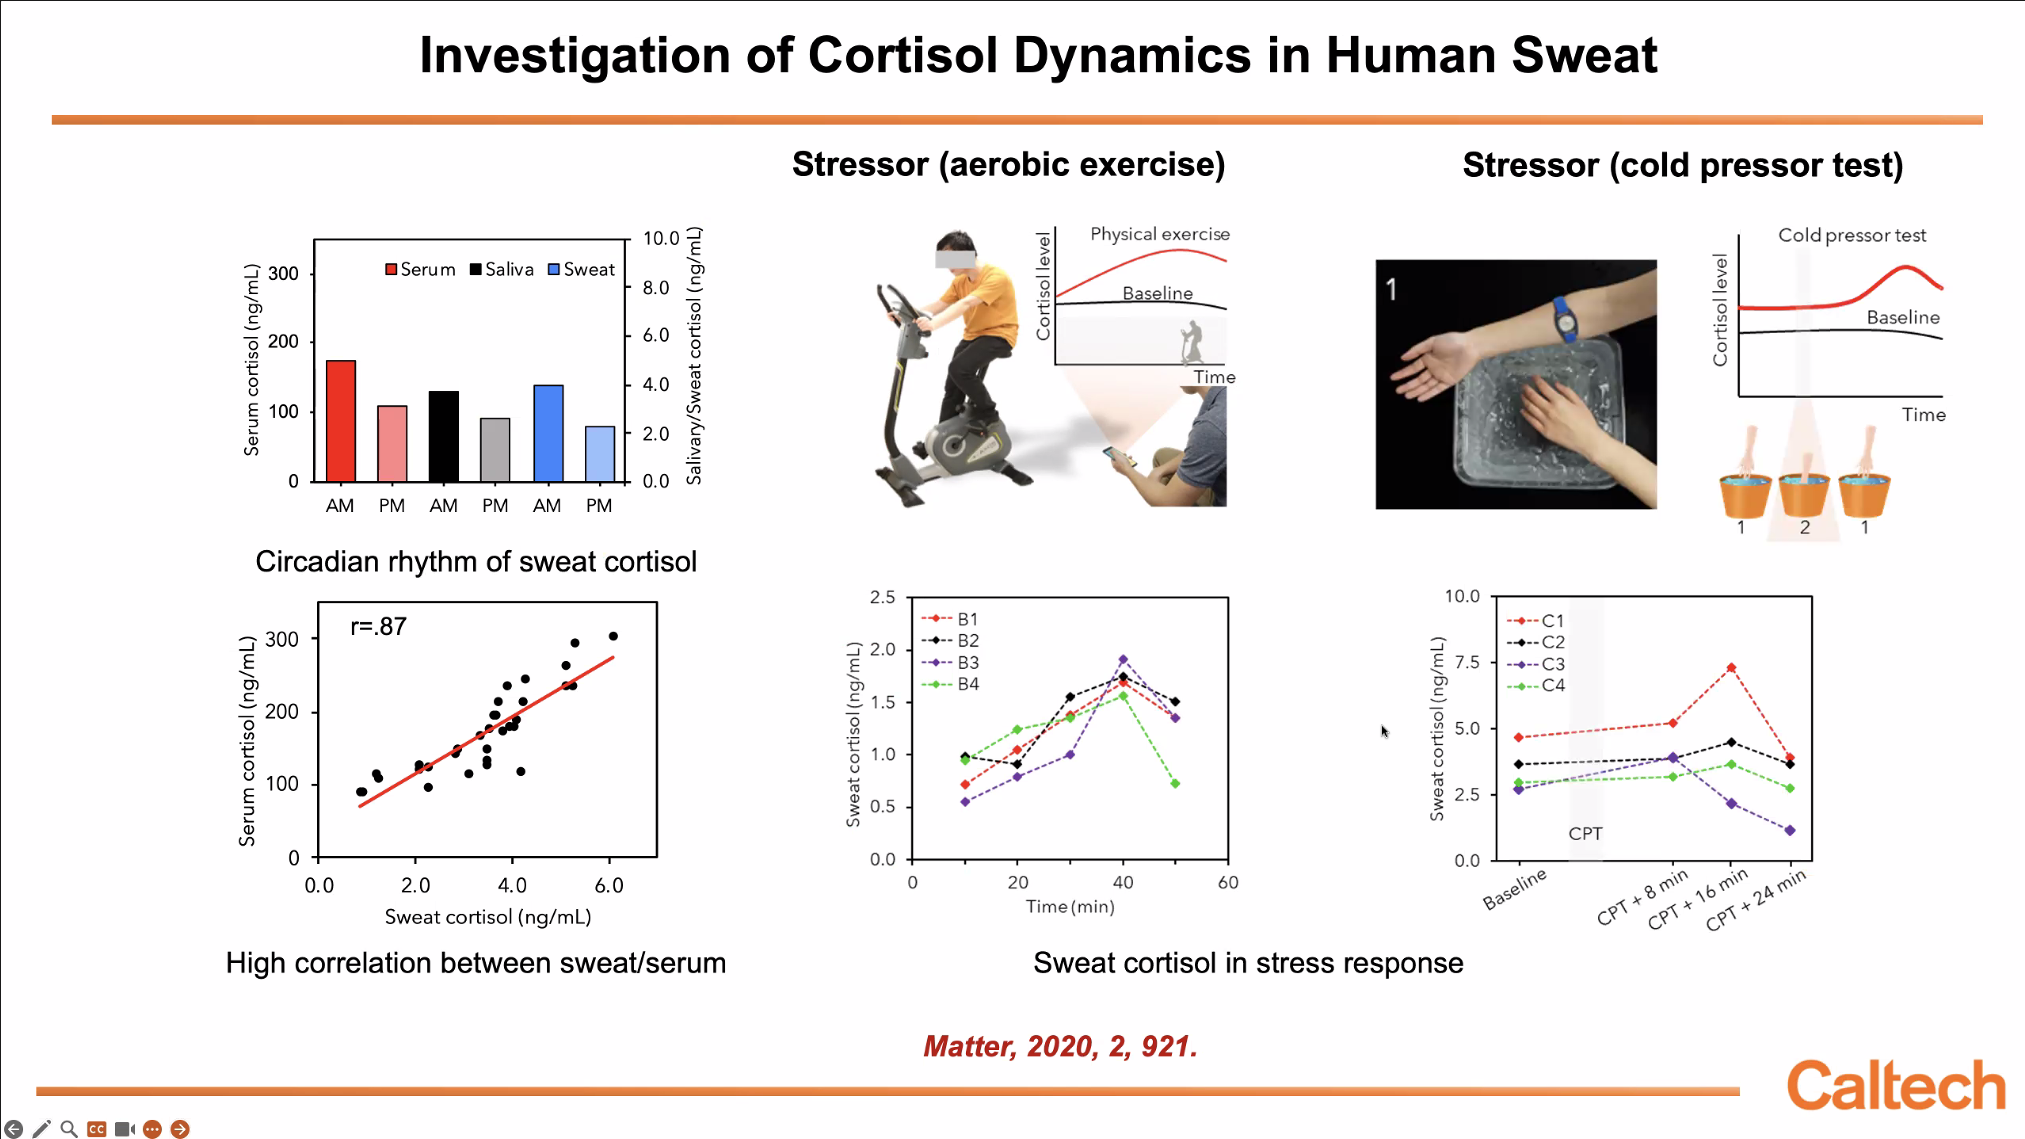 Investigation of Cortisol Dynamics in Human Sweat
Stressor (aerobic exercise)
Stressor (cold pressor test)
Serum cortisol (ng/mL)
300
200
100
0
Serum
Saliva
Sweat
10.0
8.0
6.0
4.0
2.0
0.0
Salivary/Sweat cortisol (ng/mL)
AM PM AM PM AM PM
Circadian rhythm of sweat cortisol
Cortisol level
Physical exercise
Baseline
Time
1
Cortisol level
Cold pressor test
Baseline
Time
1 2 1
Serum cortisol (ng/mL)
r=.87
300
200
100
0
0.0 2.0 4.0 6.0
Sweat cortisol (ng/mL)
High correlation between sweat/serum
Sweat cortisol (ng/mL)
2.5
2.0
1.5
1.0
0.5
0.0
B1
B2
B3
B4
0 20 40 60
Time (min)
Sweat cortisol (ng/mL)
10.0
7.5
5.0
2.5
0.0
C1
C2
C3
C4
CPT
Baseline
CPT + 8 min
CPT + 16 min
CPT + 24 min
Sweat cortisol in stress response
Matter, 2020, 2, 921.
Caltech
CC